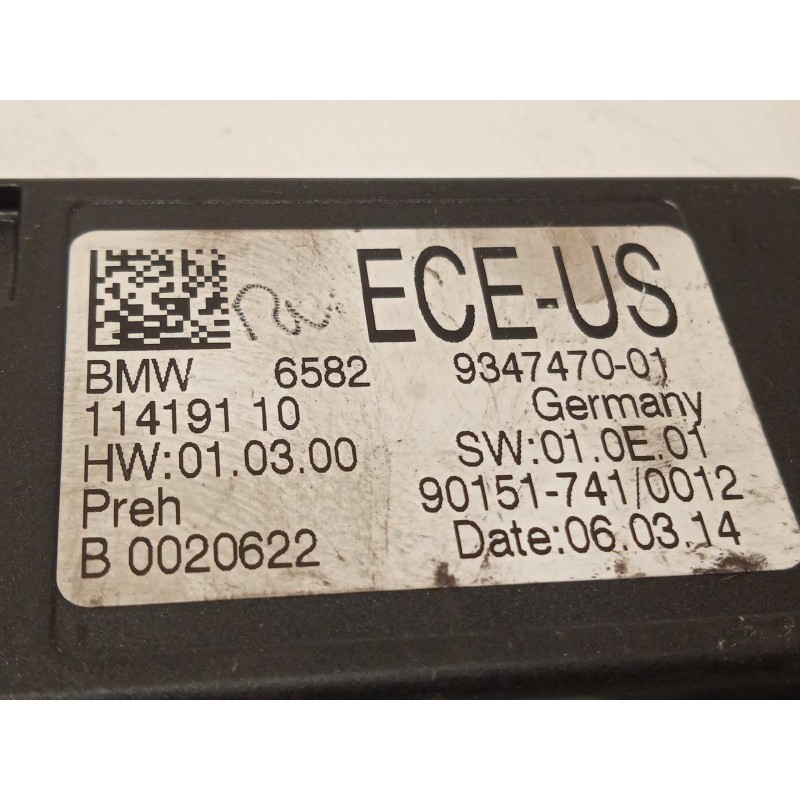 ECE-US
BMW 6582 9347470-01
114191 10 Germany
HW:01.03.00 SW:01.0E.01
Preh 90151-741/0012
B 0020622 Date:06.03.14